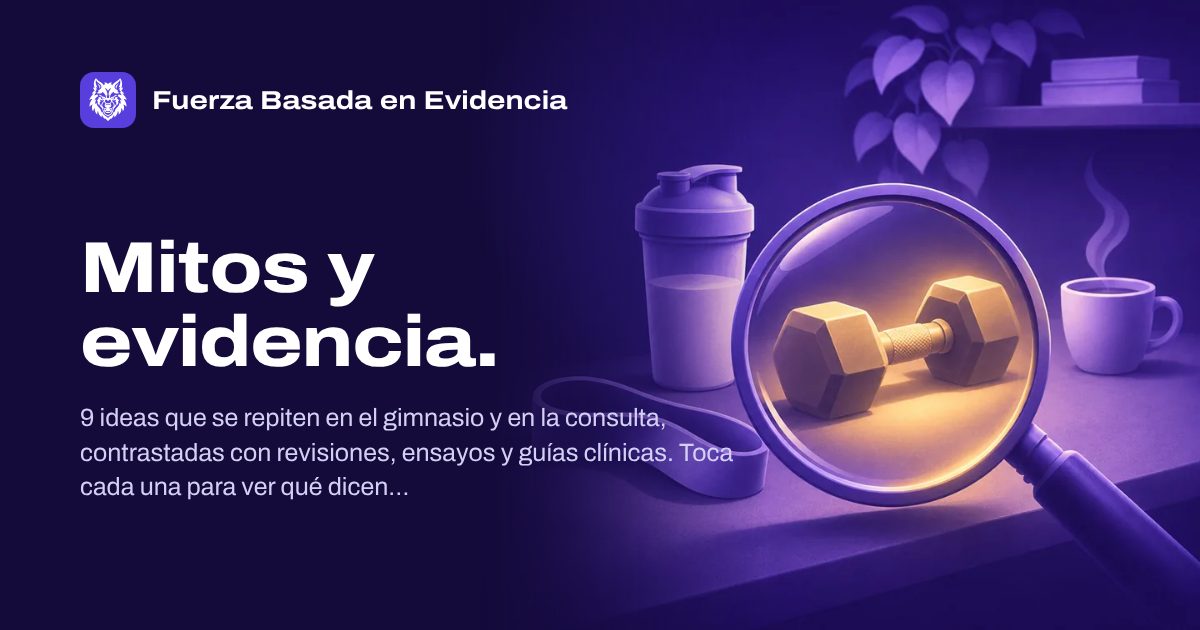 Fuerza Basada en Evidencia
Mitos y
evidencia.
9 ideas que se repiten en el gimnasio y en la consulta,
contrastadas con revisiones, ensayos y guías clínicas. Toca
cada una para ver qué dicen...